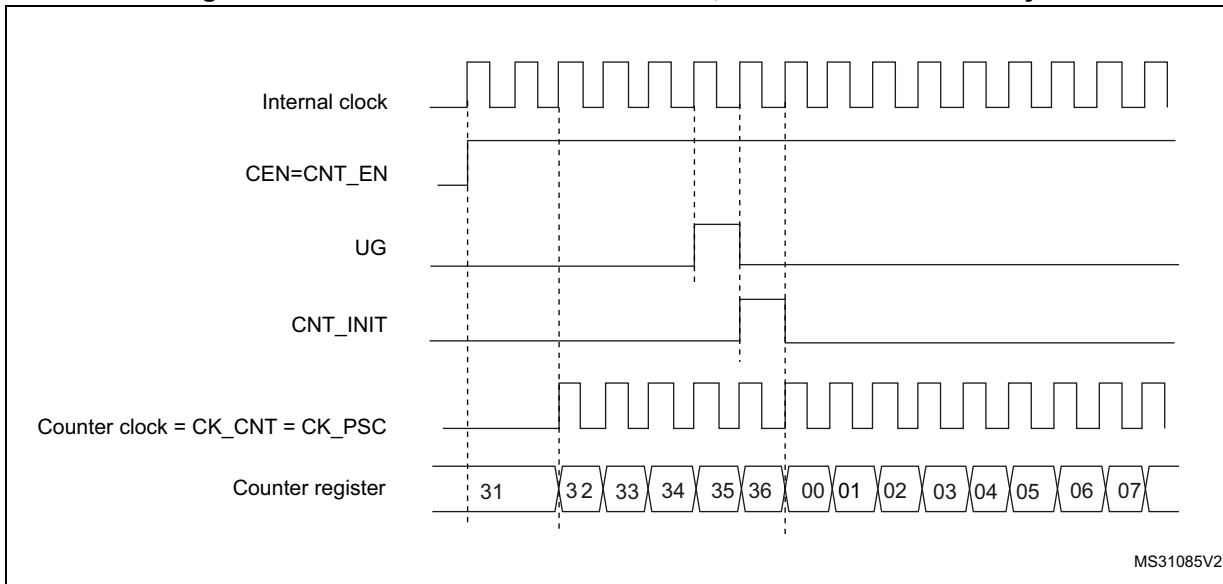 Internal clock
CEN=CNT_EN
UG
CNT_INIT
Counter clock = CK_CNT = CK_PSC
Counter register 31 32 33 34 35 36 00 01 02 03 04 05 06 07
MS31085V2